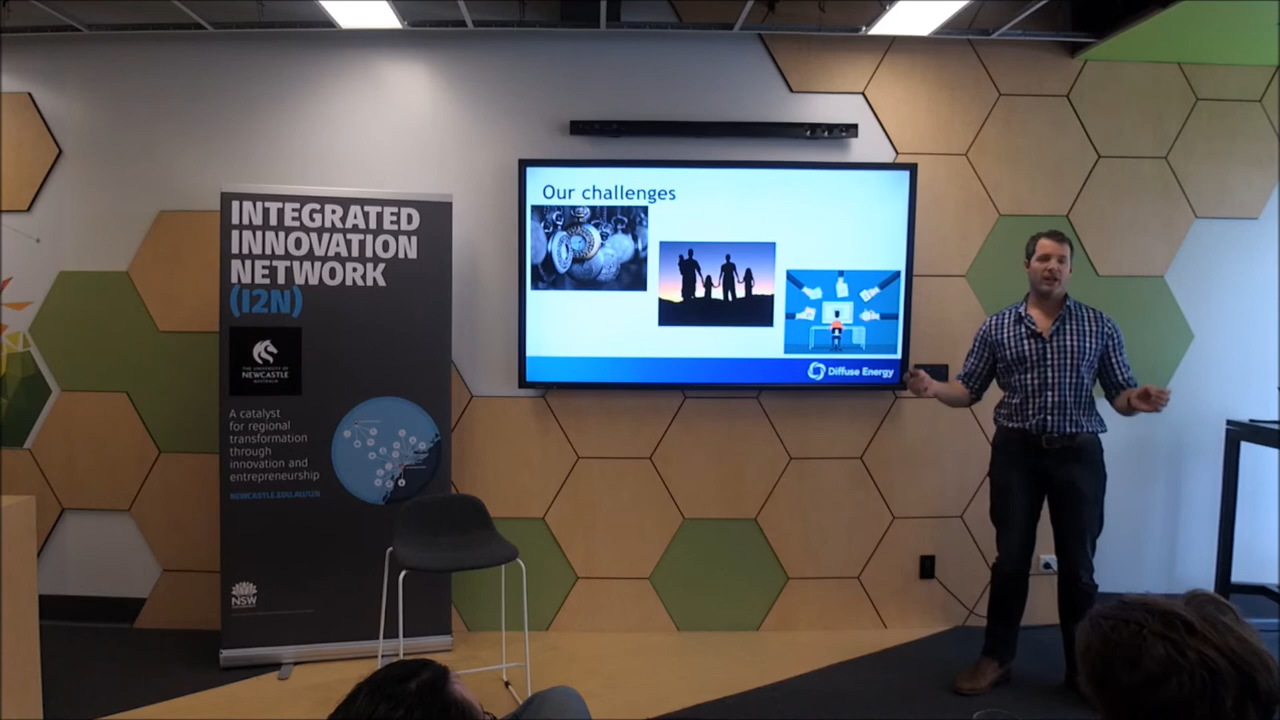 INTEGRATED
INNOVATION
NETWORK
(I2N)
THE UNIVERSITY OF
NEWCASTLE
AUSTRALIA
A catalyst
for regional
transformation
through
innovation and
entrepreneurship
NEWCASTLE.EDU.AU/I2N
NSW
Our challenges
Diffuse Energy